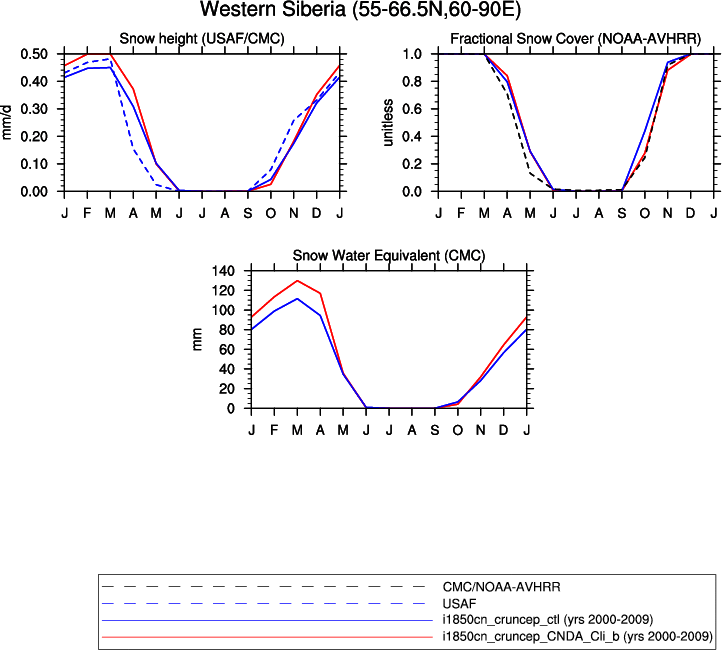 Western Siberia (55-66.5N,60-90E)
Snow height (USAF/CMC)
0.50
0.40
0.30
0.20
0.10
0.00
mm/d
J F M A M J J A S O N D J
Fractional Snow Cover (NOAA-AVHRR)
1.0
0.8
0.6
0.4
0.2
0.0
unitless
J F M A M J J A S O N D J
Snow Water Equivalent (CMC)
140
120
100
80
60
40
20
0
mm
J F M A M J J A S O N D J
CMC/NOAA-AVHRR
USAF
i1850cn_cruncep_ctl (yrs 2000-2009)
i1850cn_cruncep_CNDA_Cli_b (yrs 2000-2009)